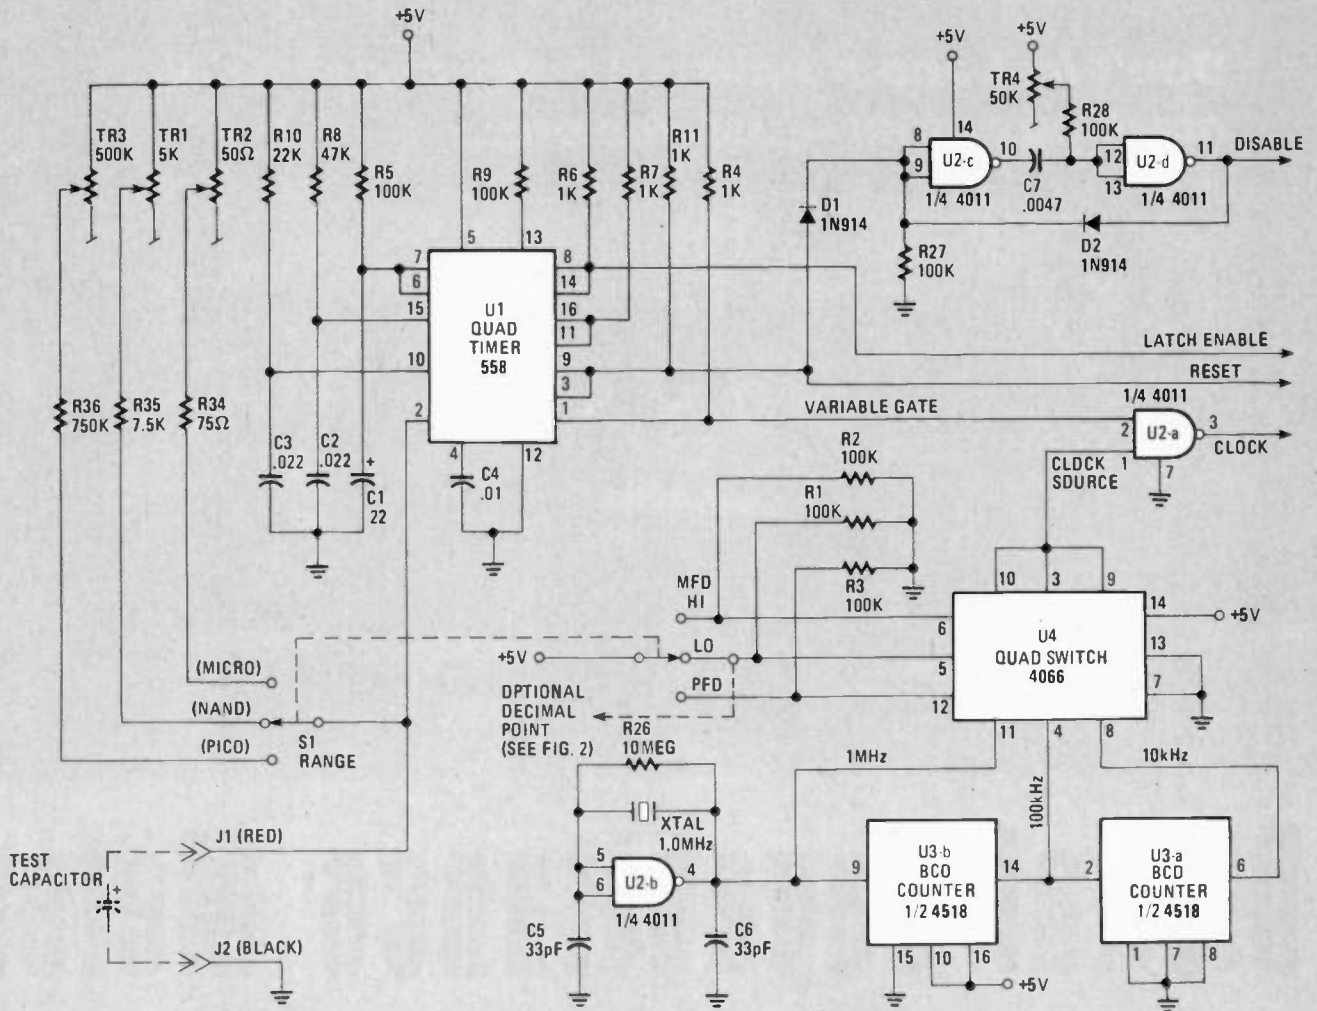 +5V
+5V
+5V
TR3
500K
TR1
5K
TR2
50Ω
R10
22K
R8
47K
R5
100K
R9
100K
R6
1K
R7
1K
R11
1K
R4
1K
TR4
50K
R28
100K
8
9
14
U2-c
10
1/4 4011
C7
.0047
12
13
U2-d
11
1/4 4011
DISABLE
D1
1N914
D2
1N914
R27
100K
5
13
7
6
15
10
2
U1
QUAD
TIMER
558
8
14
16
11
9
3
1
4
12
LATCH ENABLE
RESET
VARIABLE GATE
1/4 4011
2
1
U2-a
3
7
CLOCK
CLDCK
SDURCE
R36
750K
R35
7.5K
R34
75Ω
C3
.022
C2
.022
+
C1
22
C4
.01
R2
100K
R1
100K
R3
100K
MFD
HI
LO
PFD
+5V
DPTIONAL
DECIMAL
POINT
(SEE FIG. 2)
10
3
9
6
5
12
U4
QUAD SWITCH
4066
14
+5V
13
7
11
4
8
1MHz
100kHz
10kHz
(MICRO)
(NAND)
(PICO)
S1
RANGE
R26
10MEG
XTAL
1.0MHz
5
6
U2-b
4
1/4 4011
C5
33pF
C6
33pF
9
U3-b
BCO
COUNTER
1/2 4518
14
15
10
16
+5V
2
U3-a
BCD
COUNTER
1/2 4518
6
1
7
8
TEST
CAPACITOR
+
J1 (RED)
J2 (BLACK)